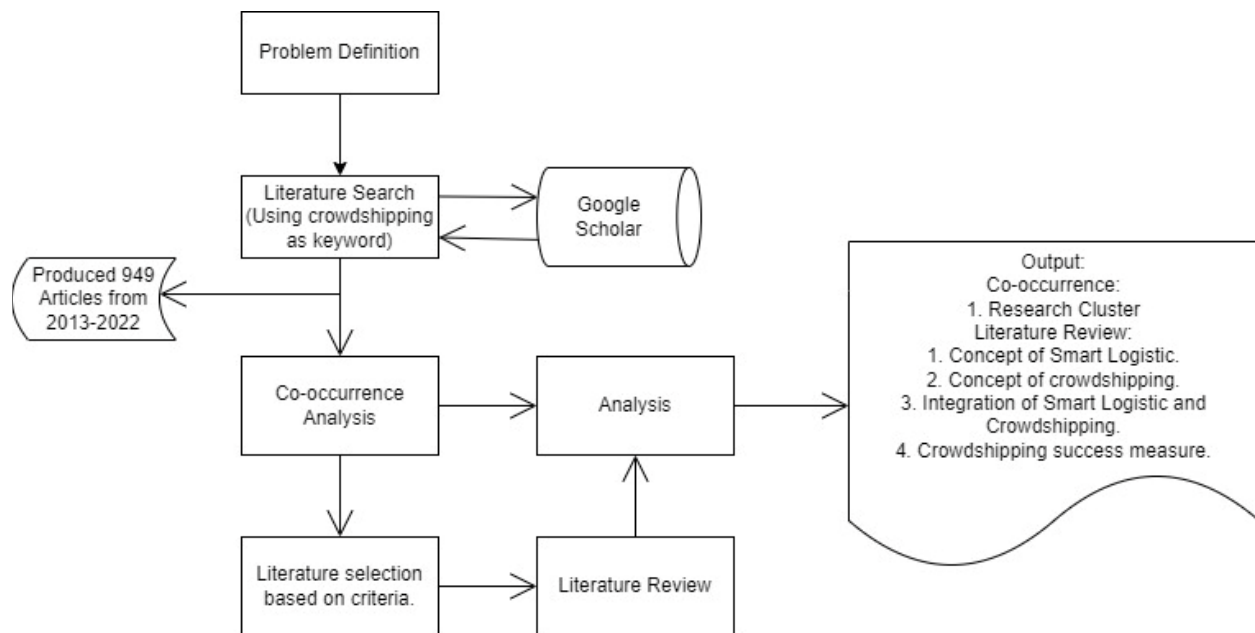 Problem Definition
Literature Search
(Using crowdshipping
as keyword)
Google
Scholar
Produced 949
Articles from
2013-2022
Co-occurrence
Analysis
Analysis
Output:
Co-occurrence:
1. Research Cluster
Literature Review:
1. Concept of Smart Logistic.
2. Concept of crowdshipping.
3. Integration of Smart Logistic and
Crowdshipping.
4. Crowdshipping success measure.
Literature selection
based on criteria.
Literature Review